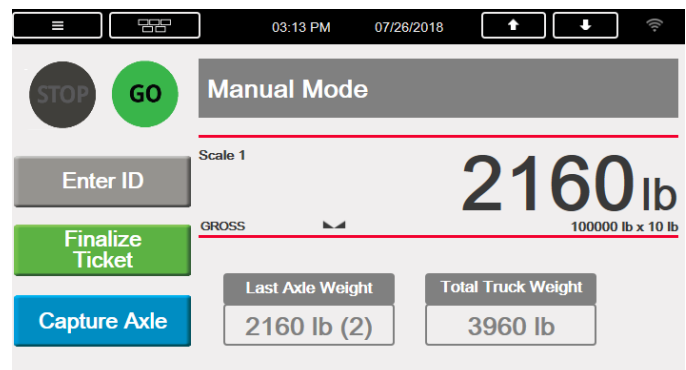 03:13 PM 07/26/2018
STOP GO
Manual Mode
Scale 1
2160 lb
GROSS
100000 lb x 10 lb
Enter ID
Finalize
Ticket
Capture Axle
Last Axle Weight
2160 lb (2)
Total Truck Weight
3960 lb